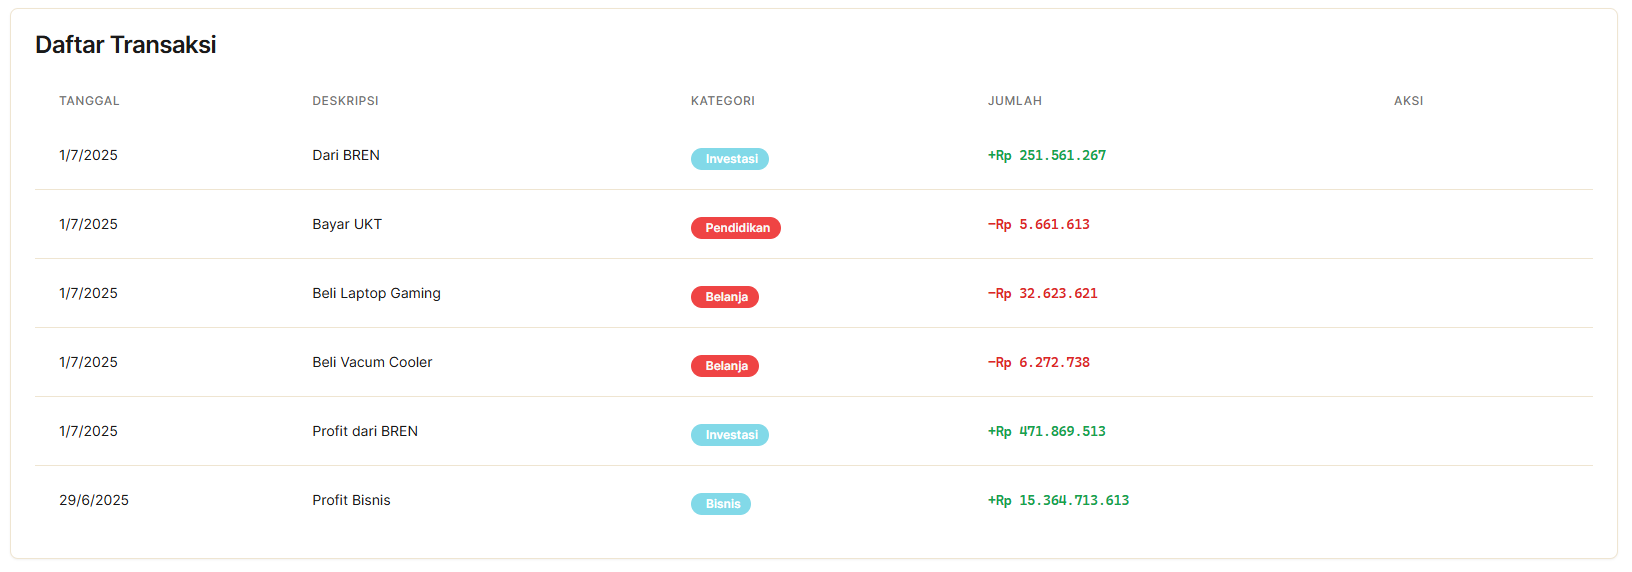 Daftar Transaksi
TANGGAL DESKRIPSI KATEGORI JUMLAH AKSI
1/7/2025 Dari BREN Investasi +Rp 251.561.267
1/7/2025 Bayar UKT Pendidikan −Rp 5.661.613
1/7/2025 Beli Laptop Gaming Belanja −Rp 32.623.621
1/7/2025 Beli Vacum Cooler Belanja −Rp 6.272.738
1/7/2025 Profit dari BREN Investasi +Rp 471.869.513
29/6/2025 Profit Bisnis Bisnis +Rp 15.364.713.613